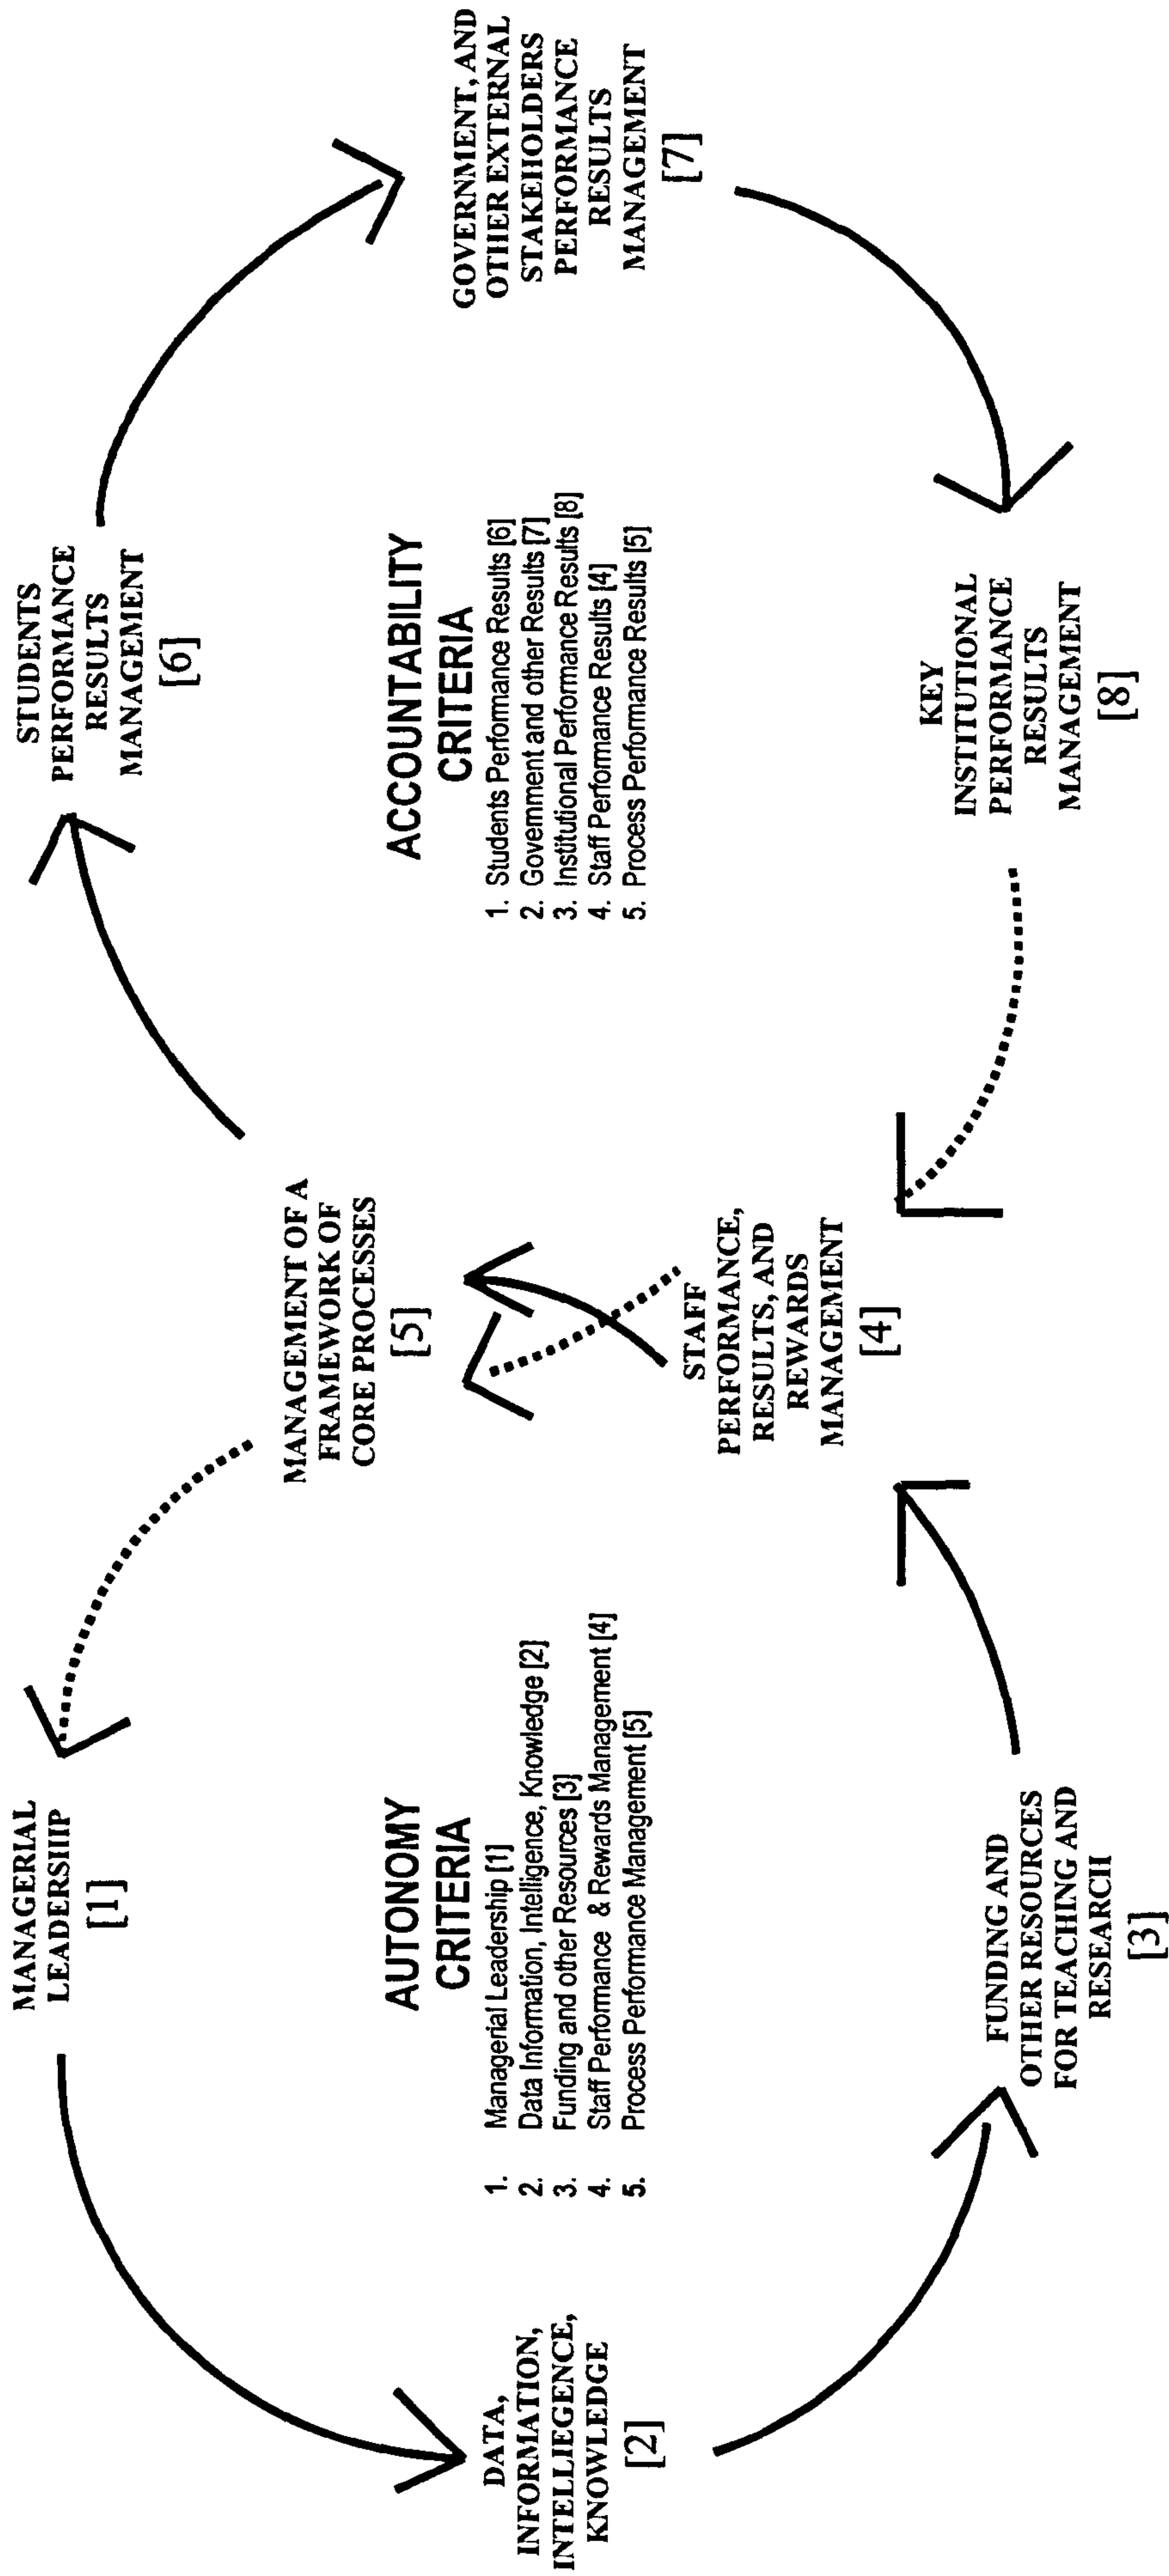 MANAGERIAL
LEADERSHIP
[1]
DATA,
INFORMATION,
INTELLIEGENCE,
KNOWLEDGE
[2]
FUNDING AND
OTHER RESOURCES
FOR TEACHING AND
RESEARCH
[3]
AUTONOMY
CRITERIA
1. Managerial Leadership [1]
2. Data Information, Intelligence, Knowledge [2]
3. Funding and other Resources [3]
4. Staff Performance & Rewards Management [4]
5. Process Performance Management [5]
MANAGEMENT OF A
FRAMEWORK OF
CORE PROCESSES
[5]
STAFF
PERFORMANCE,
RESULTS, AND
REWARDS
MANAGEMENT
[4]
STUDENTS
PERFORMANCE
RESULTS
MANAGEMENT
[6]
ACCOUNTABILITY
CRITERIA
1. Students Performance Results [6]
2. Government and other Results [7]
3. Institutional Performance Results [8]
4. Staff Performance Results [4]
5. Process Performance Results [5]
GOVERNMENT, AND
OTHER EXTERNAL
STAKEHOLDERS
PERFORMANCE
RESULTS
MANAGEMENT
[7]
KEY
INSTITUTIONAL
PERFORMANCE
RESULTS
MANAGEMENT
[8]